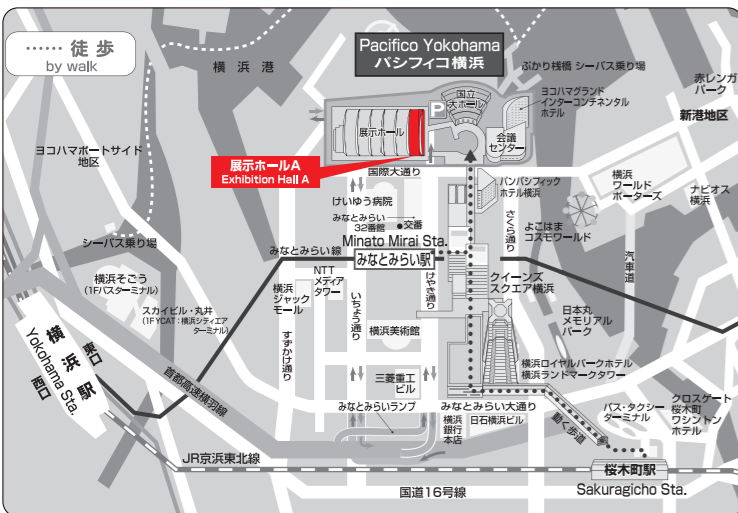 …… 徒 歩
by walk
Pacifico Yokohama
パシフィコ横浜
横 浜 港
ぷかり桟橋 シーバス乗り場
赤レンガ
パーク
ヨコハマグランド
インターコンチネンタル
ホテル
国立
大ホール
P
新港地区
展示ホール
会議
センター
ヨコハマポートサイド
地区
展示ホールA
Exhibition Hall A
国際大通り
けいゆう病院
パンパシフィック
ホテル横浜
横浜
ワールド
ポーターズ
ナビオス
横浜
みなとみらい
32番館
交番
さくら通り
よこはま
コスモワールド
シーバス乗り場
Minato Mirai Sta.
みなとみらい線
みなとみらい駅
汽車道
横浜そごう
(1Fバスターミナル)
NTT
メディア
タワー
けやき通り
クイーンズ
スクエア横浜
横浜
ジャック
モール
いちょう通り
スカイビル・丸井
(1F YCAT:横浜シティエア
ターミナル)
日本丸
メモリアル
パーク
すずかけ通り
横浜美術館
東口
横浜駅
Yokohama Sta.
西口
首都高速横羽線
横浜ロイヤルパークホテル
横浜ランドマークタワー
三菱重工
ビル
みなとみらいランプ
みなとみらい大通り
クロスゲート
桜木町
ワシントン
ホテル
バス・タクシー
ターミナル
横浜
銀行
本店
日石横浜ビル
動く歩道
JR京浜東北線
桜木町駅
Sakuragicho Sta.
国道16号線